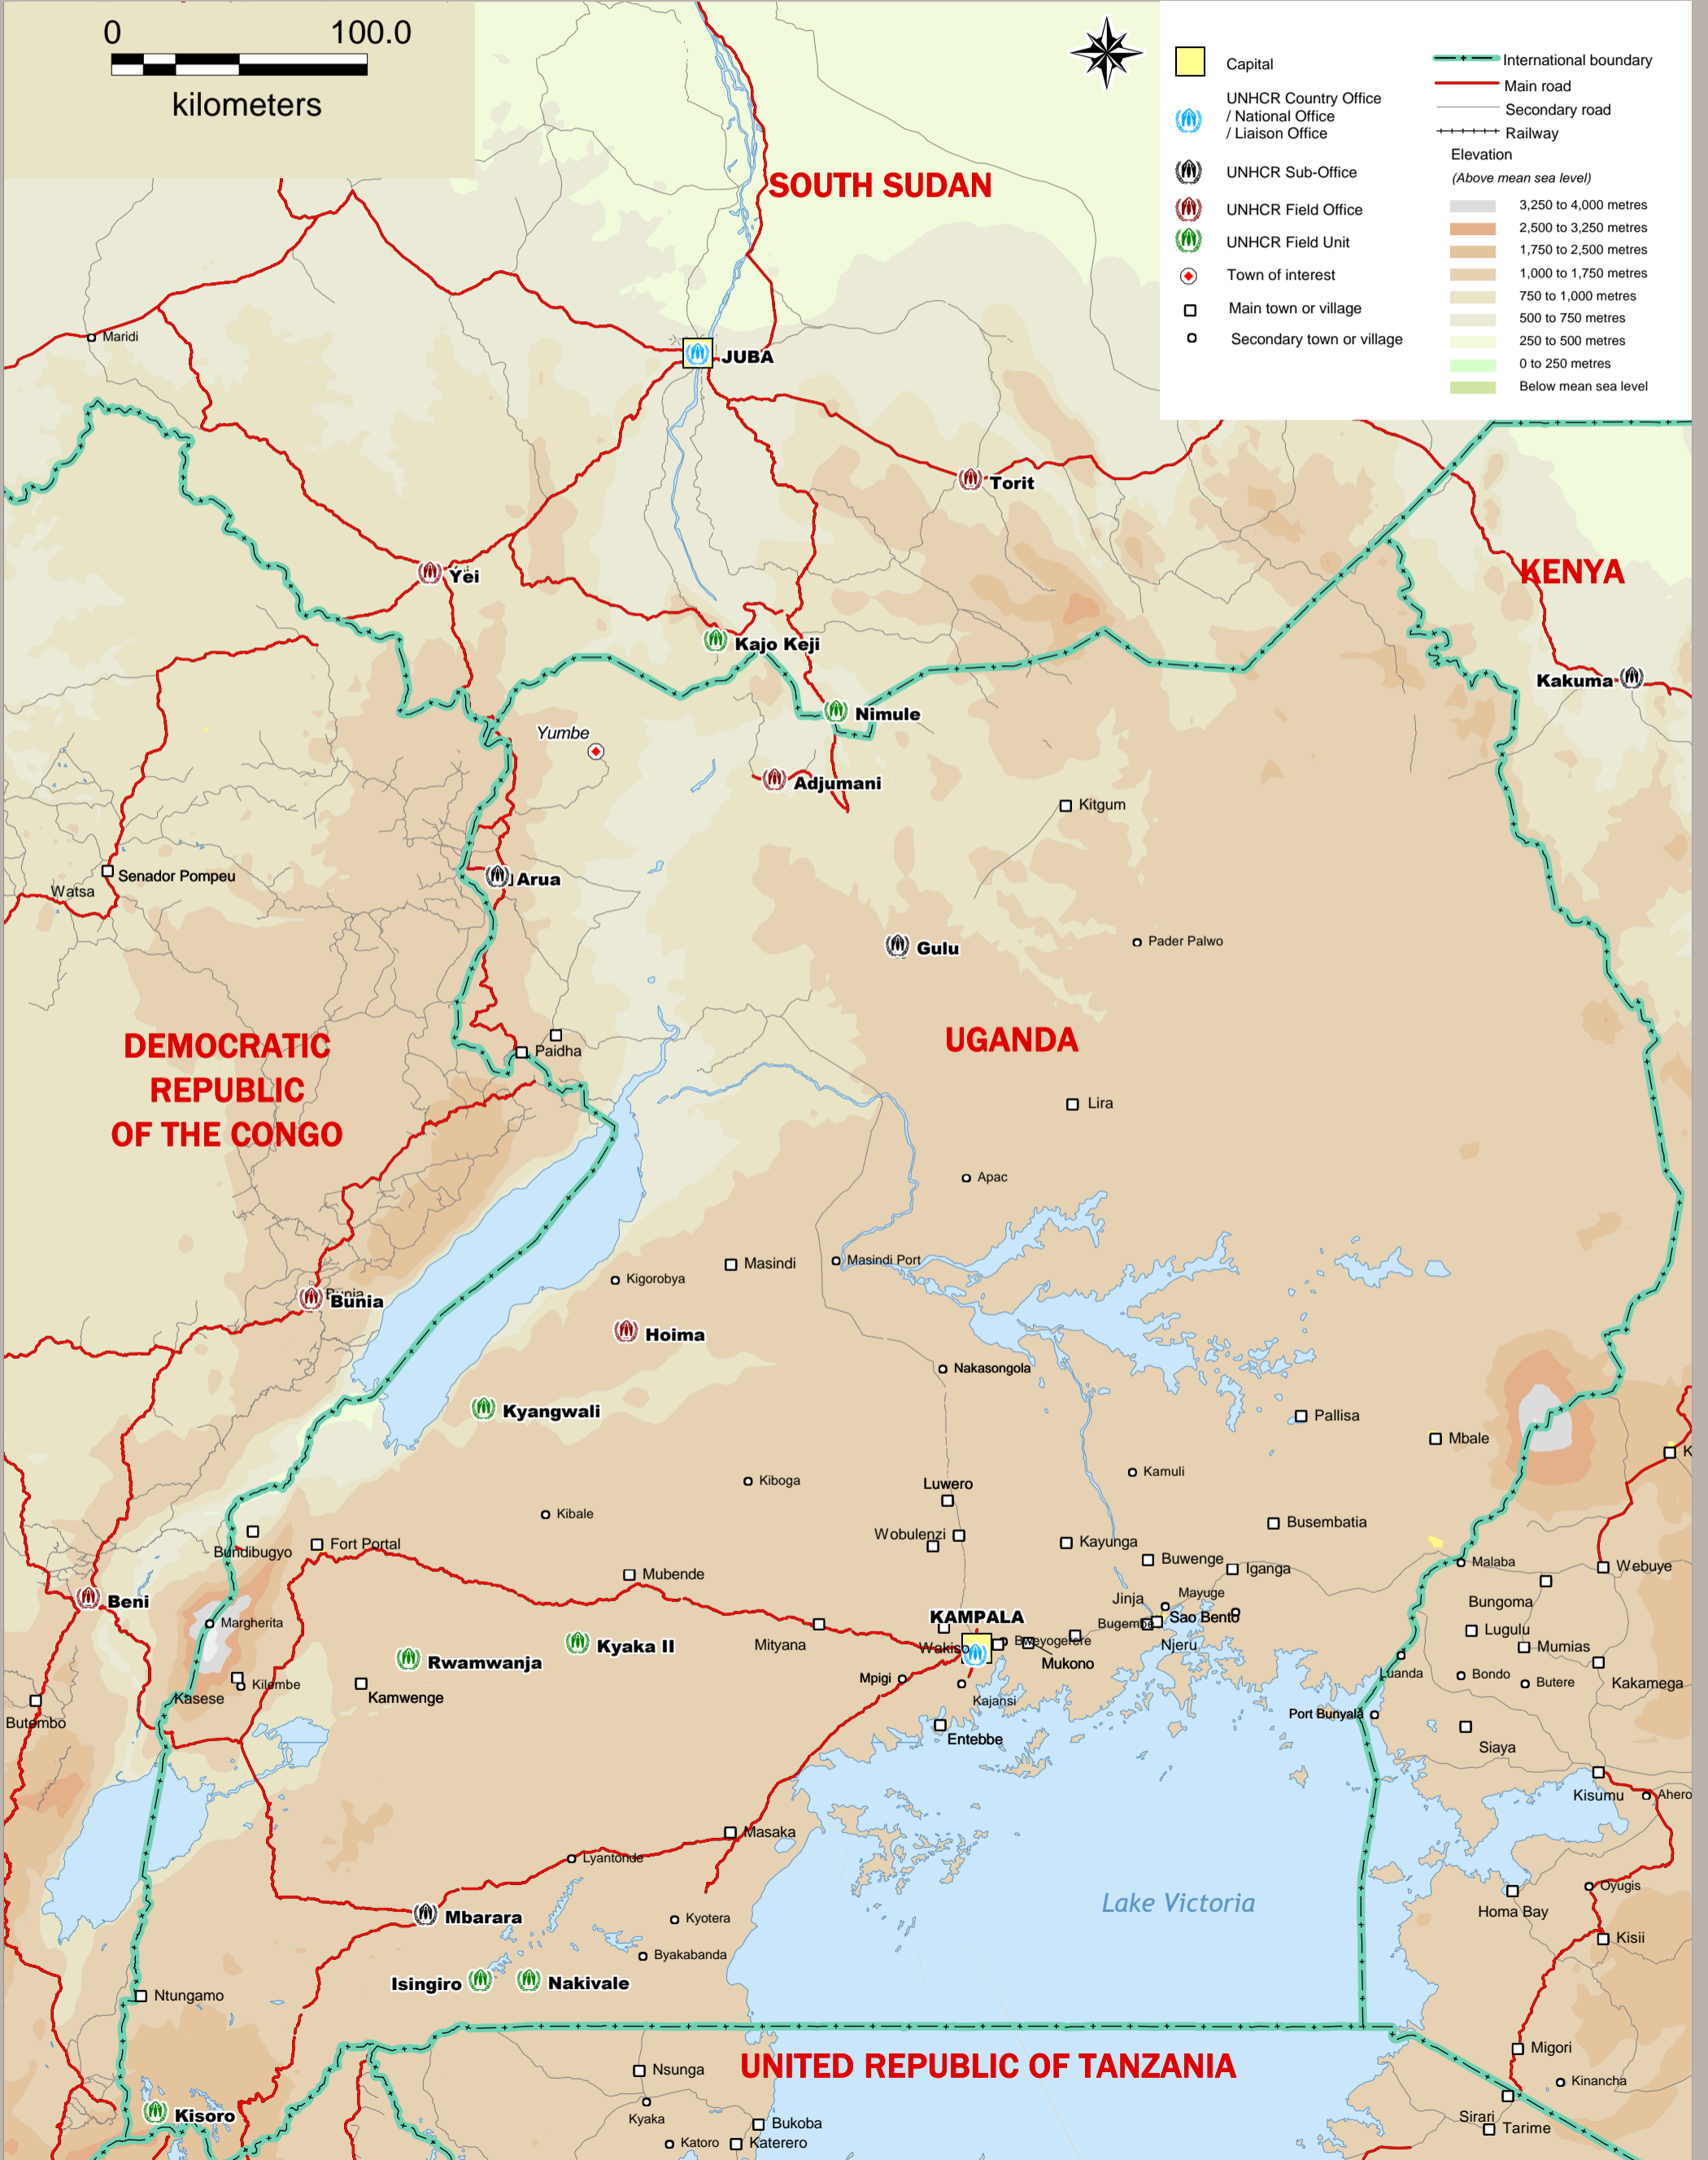 0 100.0
kilometers
Capital
UNHCR Country Office
/ National Office
/ Liaison Office
UNHCR Sub-Office
UNHCR Field Office
UNHCR Field Unit
Town of interest
Main town or village
Secondary town or village
International boundary
Main road
Secondary road
Railway
Elevation
(Above mean sea level)
3,250 to 4,000 metres
2,500 to 3,250 metres
1,750 to 2,500 metres
1,000 to 1,750 metres
750 to 1,000 metres
500 to 750 metres
250 to 500 metres
0 to 250 metres
Below mean sea level
SOUTH SUDAN
Maridi
JUBA
Torit
Yei
KENYA
Kajo Keji
Kakuma
Nimule
Yumbe
Adjumani
Kitgum
Senador Pompeu
Watsa
Arua
Gulu
Pader Palwo
DEMOCRATIC
REPUBLIC
OF THE CONGO
UGANDA
Paidha
Lira
Apac
Masindi
Masindi Port
Kigorobya
Bunia
Bunia
Hoima
Nakasongola
Kyangwali
Pallisa
Mbale
K
Kiboga
Kamuli
Luwero
Kibale
Busembatia
Wobulenzi
Kayunga
Bundibugyo
Fort Portal
Buwenge
Iganga
Malaba
Webuye
Mubende
Beni
Jinja
Mayuge
Bungoma
Margherita
KAMPALA
Bugembe
Sao Bento
Lugulu
Mityana
Wakiso
Bweyogerere
Njeru
Mumias
Kyaka II
Rwamwanja
Mukono
Luanda
Bondo
Butere
Kakamega
Kilembe
Kasese
Kamwenge
Mpigi
Kajansi
Butembo
Port Bunyala
Entebbe
Siaya
Kisumu
Ahero
Masaka
Lyantonde
Oyugis
Lake Victoria
Homa Bay
Mbarara
Kyotera
Kisii
Byakabanda
Isingiro
Nakivale
Ntungamo
Migori
UNITED REPUBLIC OF TANZANIA
Nsunga
Kinancha
Kisoro
Kyaka
Bukoba
Sirari
Tarime
Katoro
Katerero